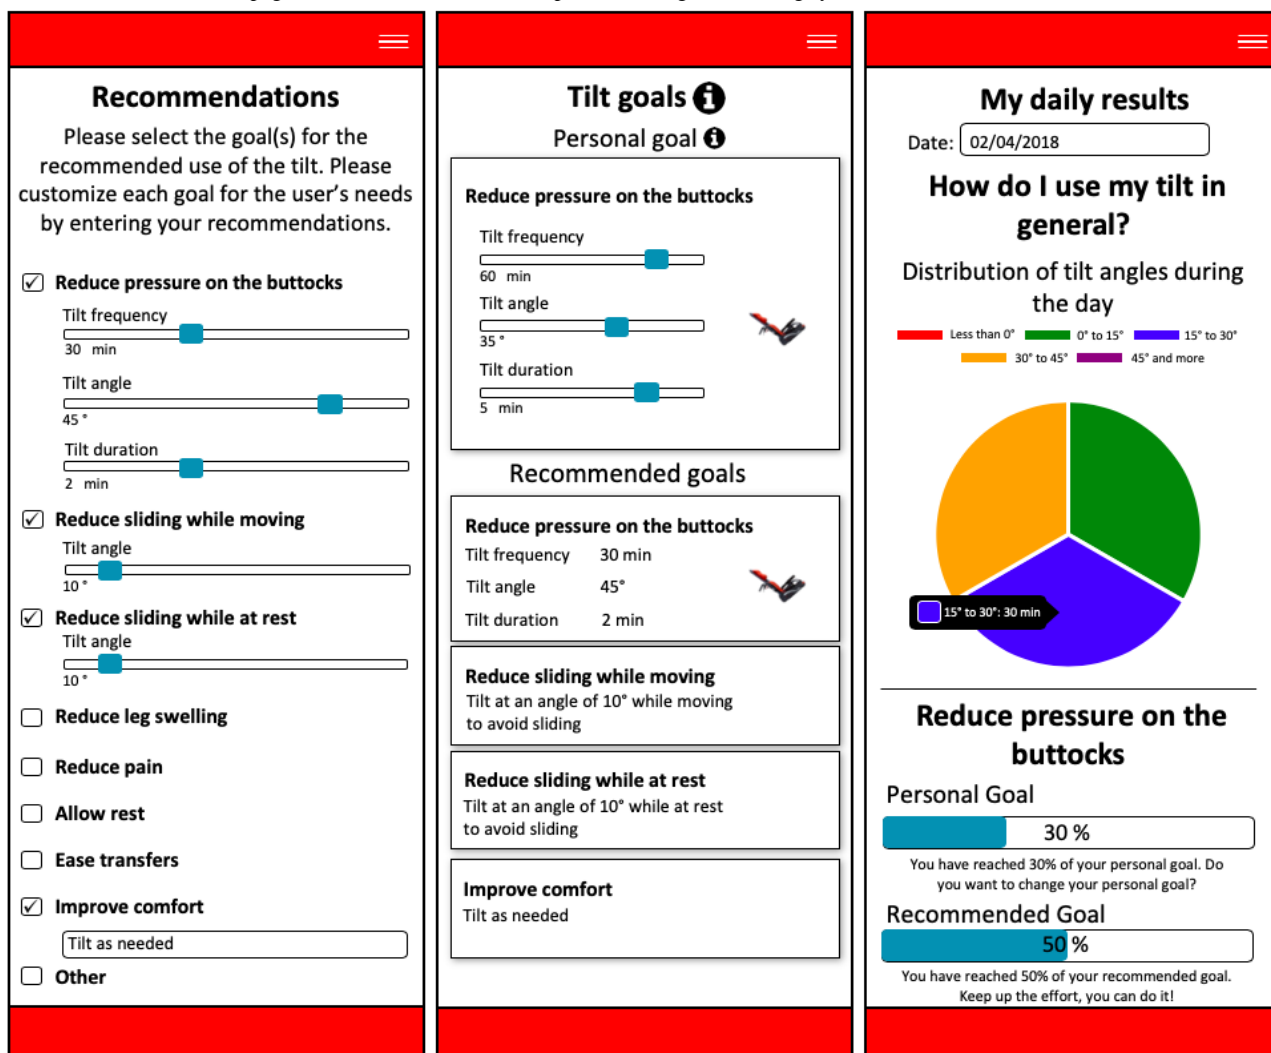 Recommendations
Please select the goal(s) for the
recommended use of the tilt. Please
customize each goal for the user's needs
by entering your recommendations.
Reduce pressure on the buttocks
Tilt frequency
30 min
Tilt angle
45 °
Tilt duration
2 min
Reduce sliding while moving
Tilt angle
10 °
Reduce sliding while at rest
Tilt angle
10 °
Reduce leg swelling
Reduce pain
Allow rest
Ease transfers
Improve comfort
Tilt as needed
Other
Tilt goals
Personal goal
Reduce pressure on the buttocks
Tilt frequency
60 min
Tilt angle
35 °
Tilt duration
5 min
Recommended goals
Reduce pressure on the buttocks
Tilt frequency 30 min
Tilt angle 45°
Tilt duration 2 min
Reduce sliding while moving
Tilt at an angle of 10° while moving
to avoid sliding
Reduce sliding while at rest
Tilt at an angle of 10° while at rest
to avoid sliding
Improve comfort
Tilt as needed
My daily results
Date: 02/04/2018
How do I use my tilt in
general?
Distribution of tilt angles during
the day
Less than 0° 0° to 15° 15° to 30°
30° to 45° 45° and more
15° to 30°: 30 min
Reduce pressure on the
buttocks
Personal Goal
30 %
You have reached 30% of your personal goal. Do
you want to change your personal goal?
Recommended Goal
50 %
You have reached 50% of your recommended goal.
Keep up the effort, you can do it!